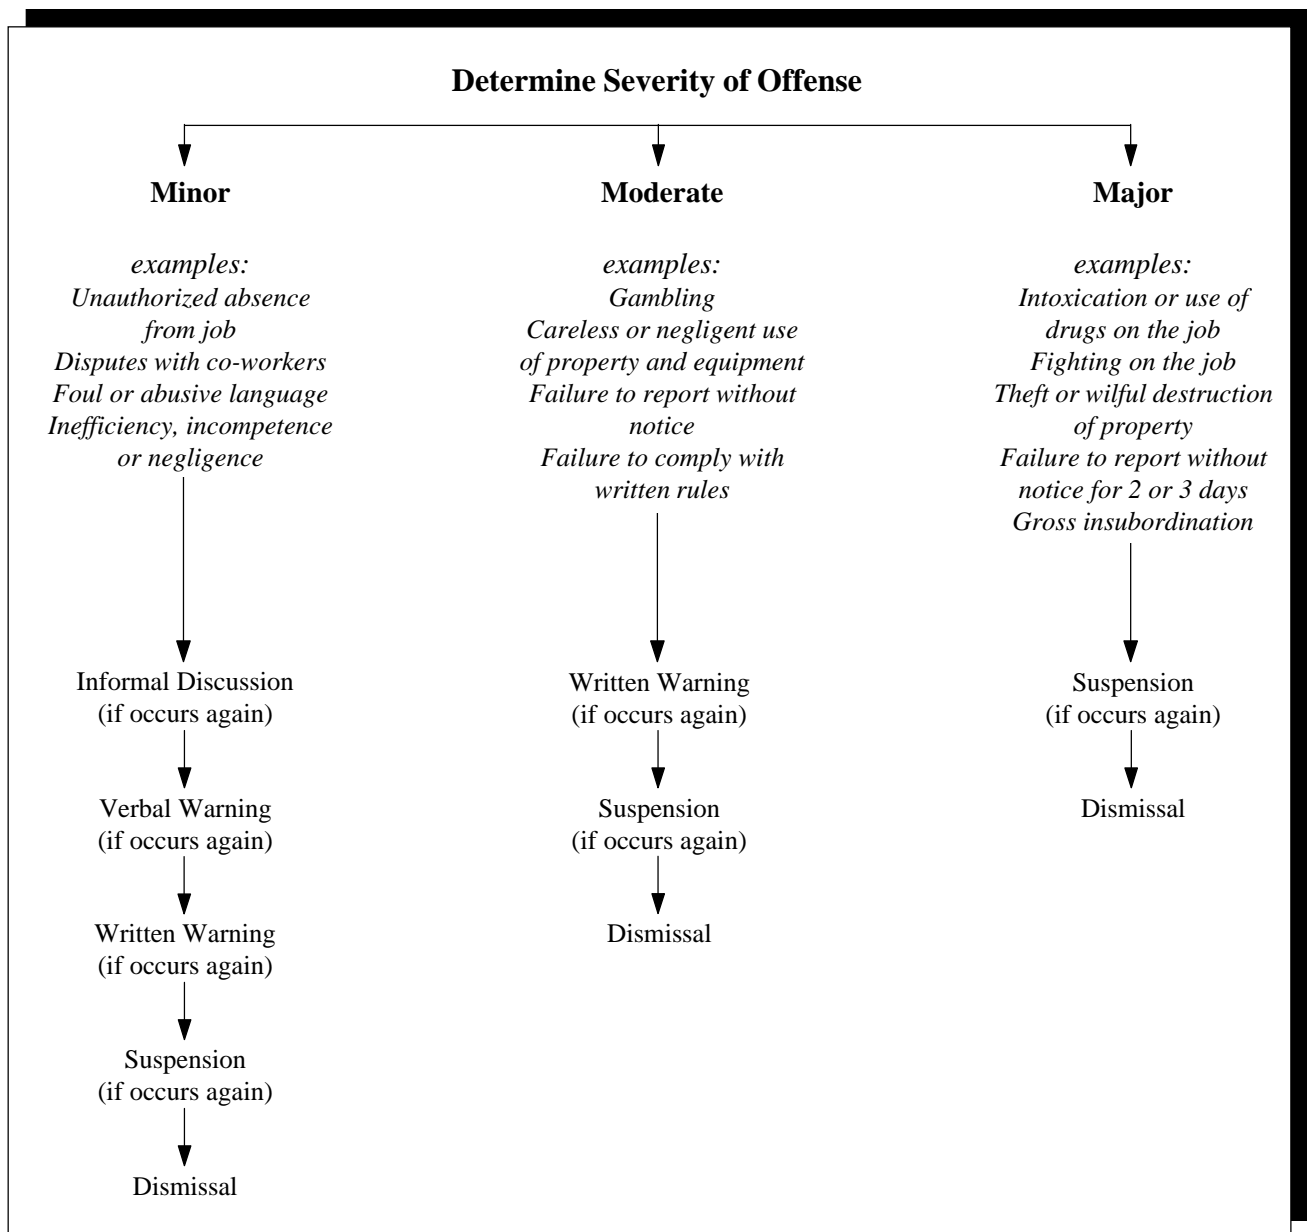 Determine Severity of Offense
Minor
examples:
Unauthorized absence
from job
Disputes with co-workers
Foul or abusive language
Inefficiency, incompetence
or negligence
Informal Discussion
(if occurs again)
Verbal Warning
(if occurs again)
Written Warning
(if occurs again)
Suspension
(if occurs again)
Dismissal
Moderate
examples:
Gambling
Careless or negligent use
of property and equipment
Failure to report without
notice
Failure to comply with
written rules
Written Warning
(if occurs again)
Suspension
(if occurs again)
Dismissal
Major
examples:
Intoxication or use of
drugs on the job
Fighting on the job
Theft or wilful destruction
of property
Failure to report without
notice for 2 or 3 days
Gross insubordination
Suspension
(if occurs again)
Dismissal